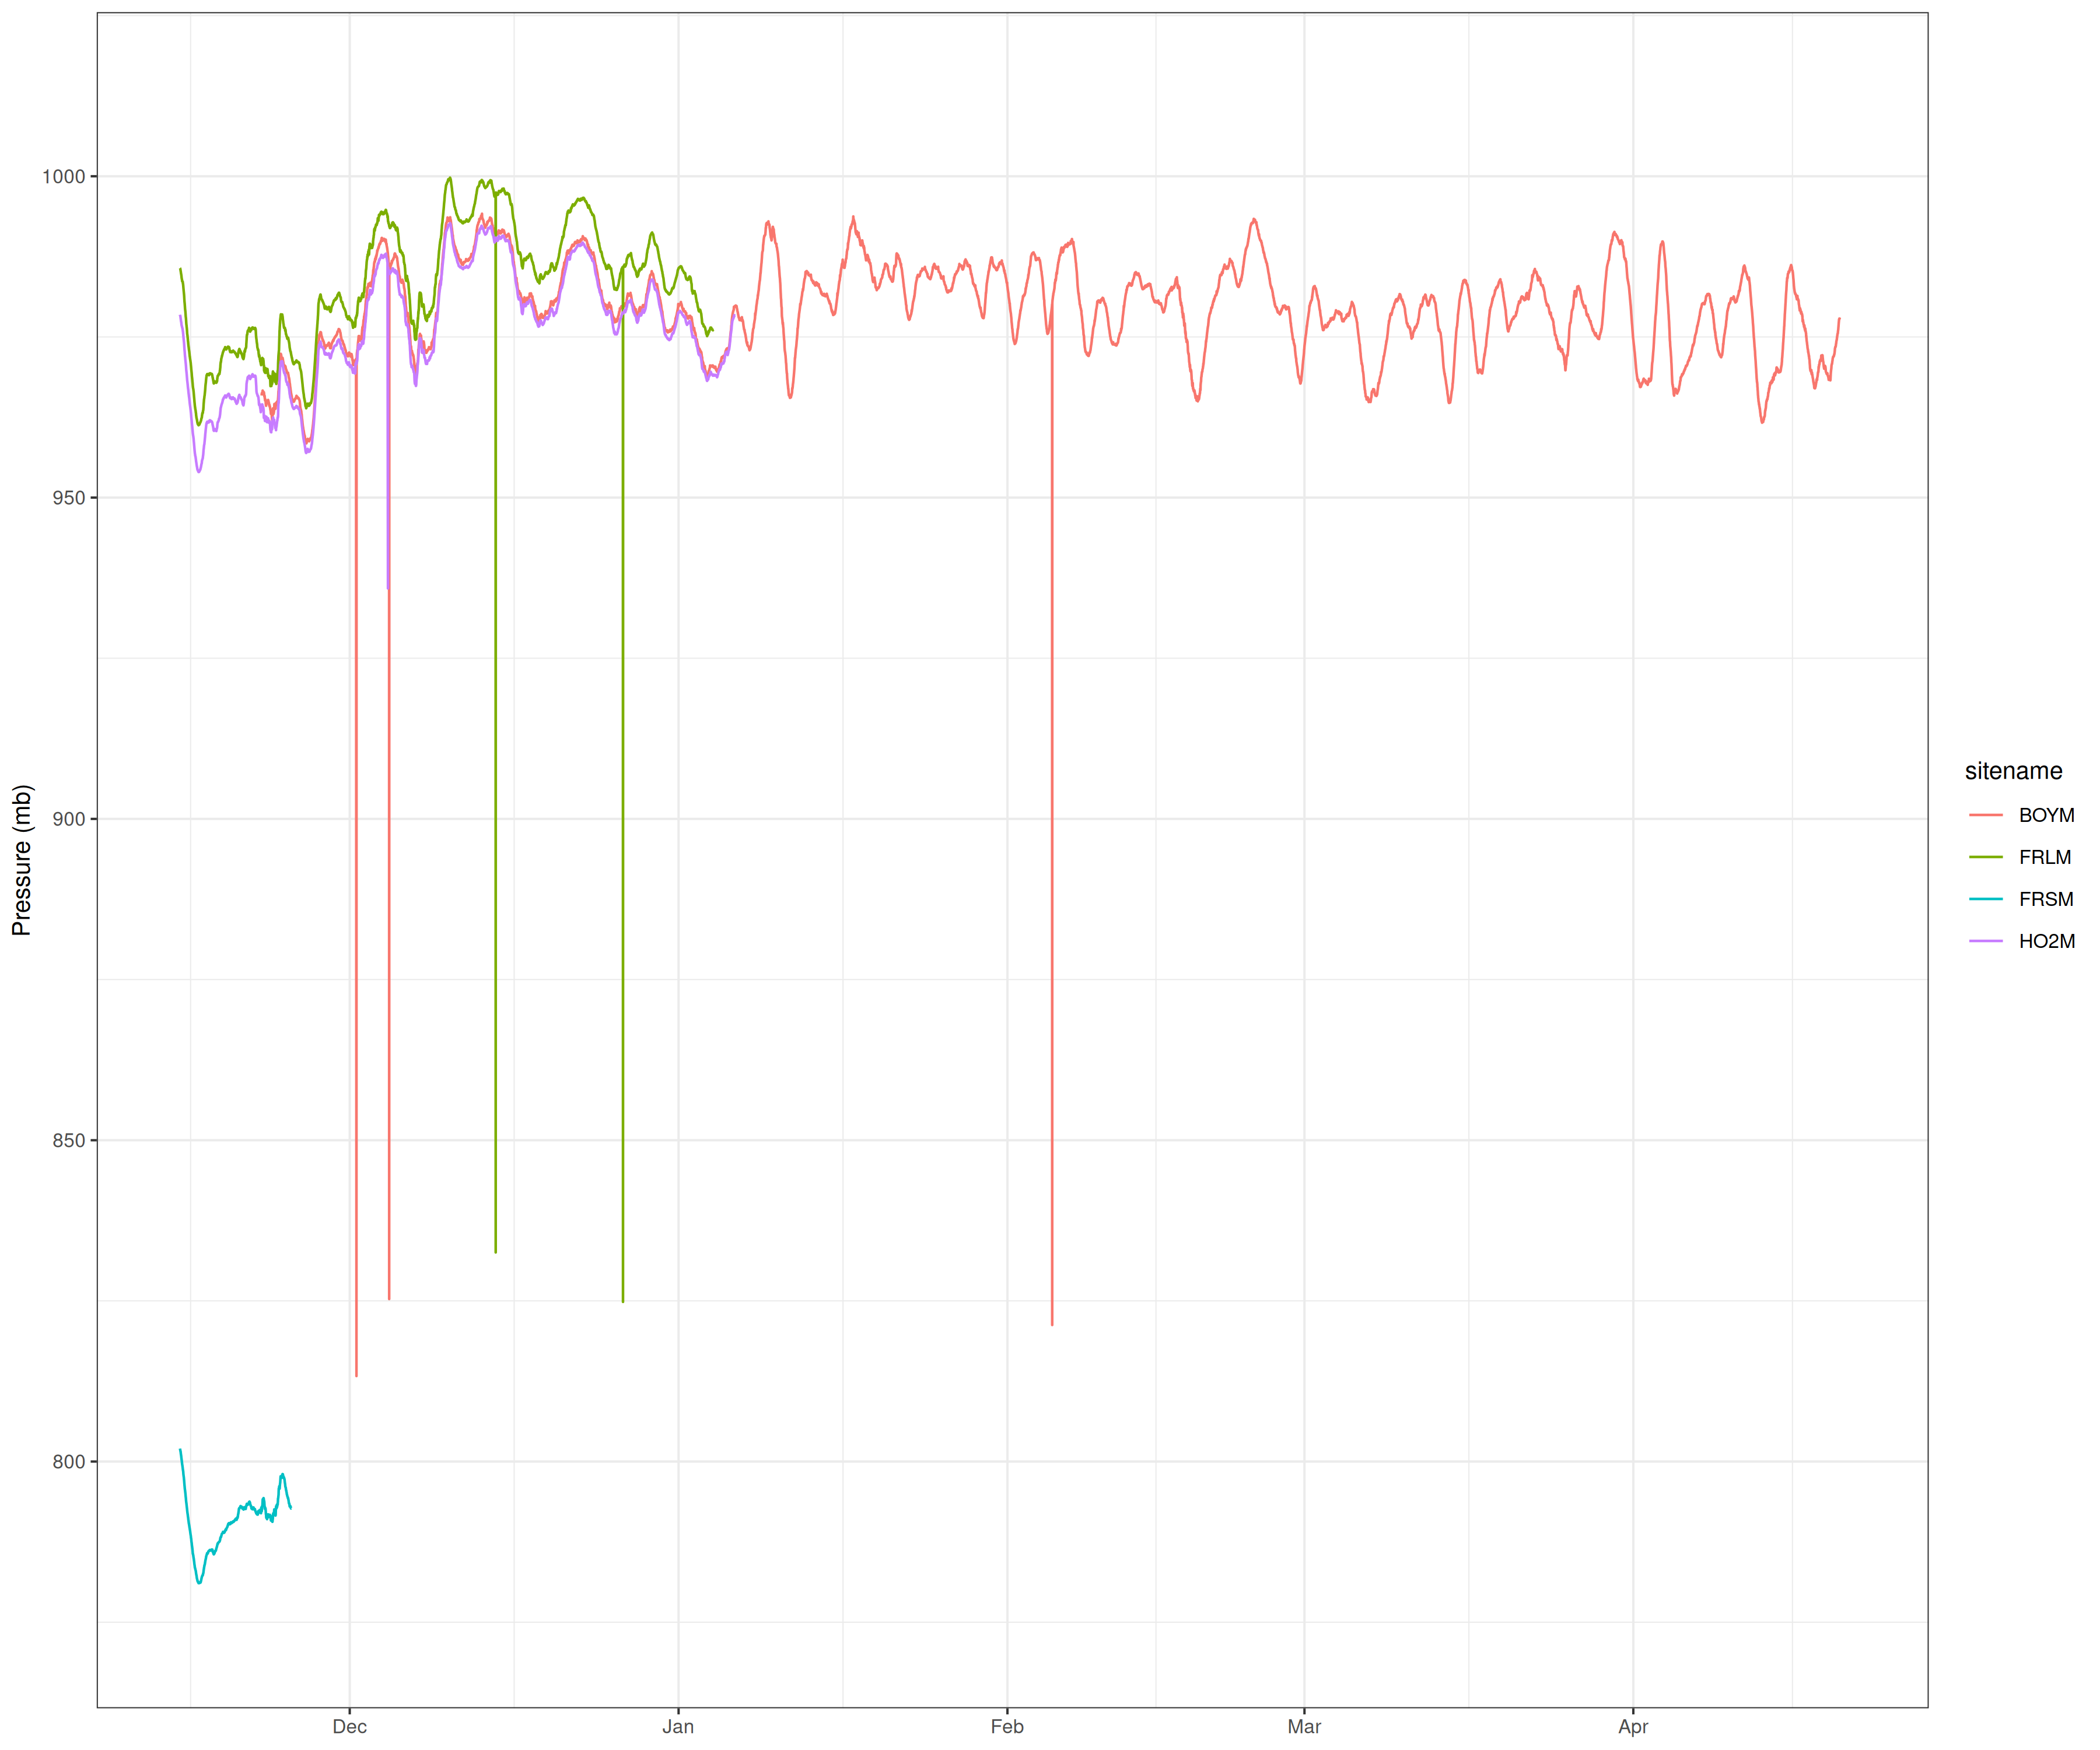 1000
950
900
850
800
Pressure (mb)
Dec Jan Feb Mar Apr
sitename
BOYM
FRLM
FRSM
HO2M